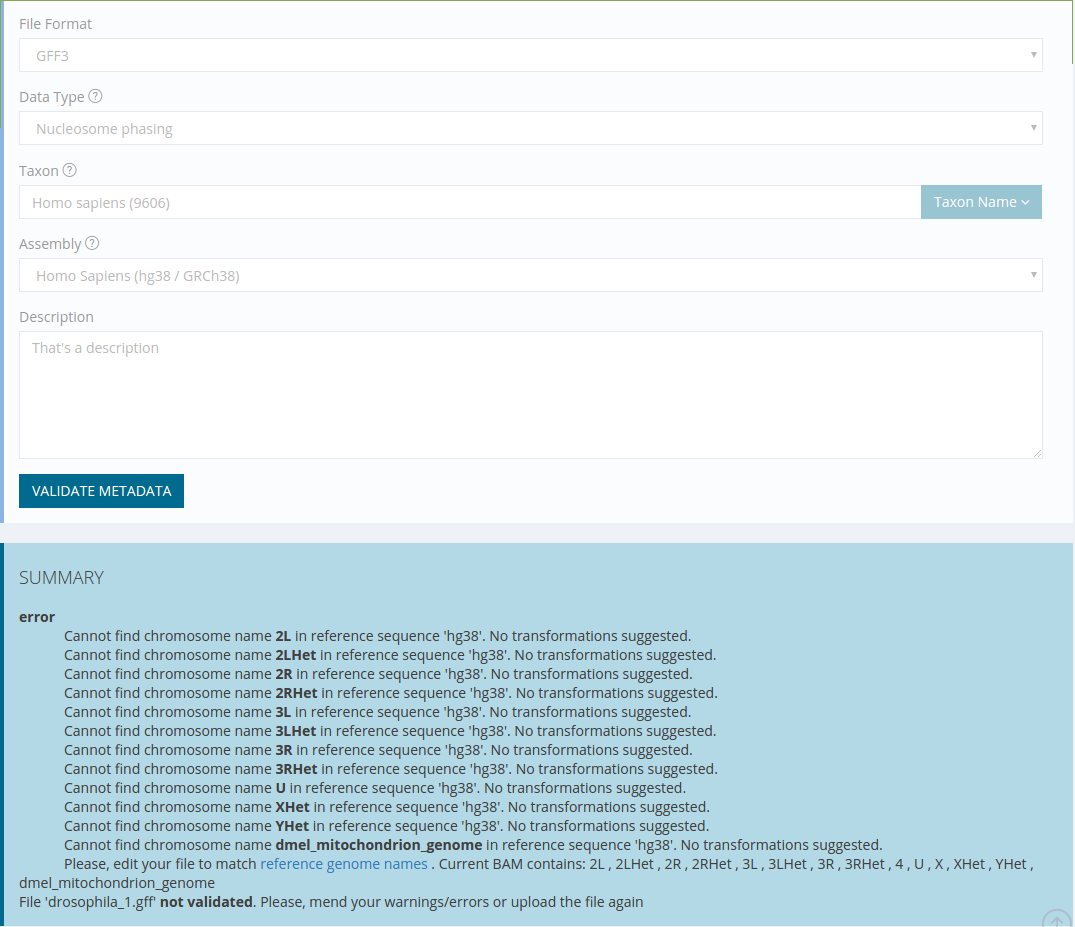 File Format
GFF3
Data Type ?
Nucleosome phasing
Taxon ?
Homo sapiens (9606)
Taxon Name
Assembly ?
Homo Sapiens (hg38 / GRCh38)
Description
That's a description
VALIDATE METADATA
SUMMARY
error
Cannot find chromosome name 2L in reference sequence 'hg38'. No transformations suggested.
Cannot find chromosome name 2LHet in reference sequence 'hg38'. No transformations suggested.
Cannot find chromosome name 2R in reference sequence 'hg38'. No transformations suggested.
Cannot find chromosome name 2RHet in reference sequence 'hg38'. No transformations suggested.
Cannot find chromosome name 3L in reference sequence 'hg38'. No transformations suggested.
Cannot find chromosome name 3LHet in reference sequence 'hg38'. No transformations suggested.
Cannot find chromosome name 3R in reference sequence 'hg38'. No transformations suggested.
Cannot find chromosome name 3RHet in reference sequence 'hg38'. No transformations suggested.
Cannot find chromosome name U in reference sequence 'hg38'. No transformations suggested.
Cannot find chromosome name XHet in reference sequence 'hg38'. No transformations suggested.
Cannot find chromosome name YHet in reference sequence 'hg38'. No transformations suggested.
Cannot find chromosome name dmel_mitochondrion_genome in reference sequence 'hg38'. No transformations suggested.
Please, edit your file to match reference genome names . Current BAM contains: 2L , 2LHet , 2R , 2RHet , 3L , 3LHet , 3R , 3RHet , 4 , U , X , XHet , YHet ,
dmel_mitochondrion_genome
File 'drosophila_1.gff' not validated. Please, mend your warnings/errors or upload the file again